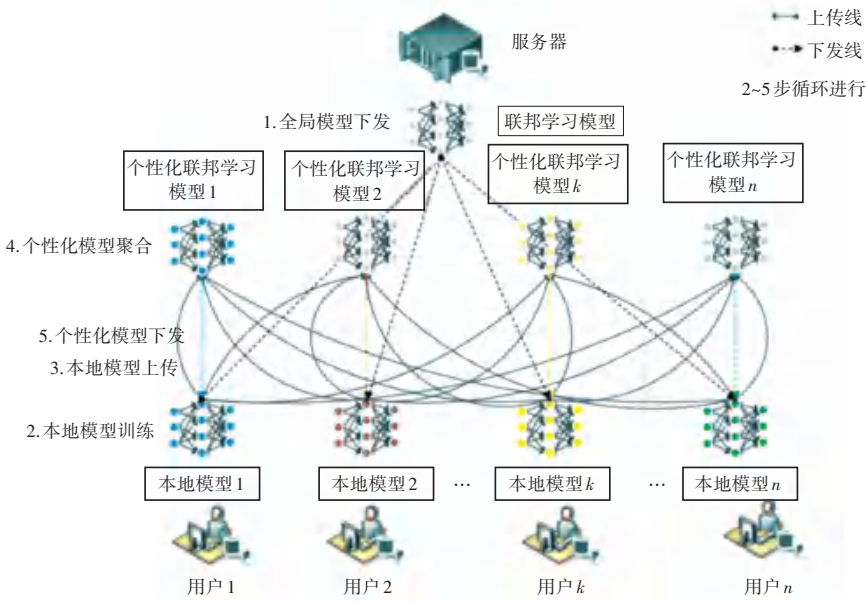 服务器
上传线
下发线
2~5步循环进行
1.全局模型下发
联邦学习模型
个性化联邦学习
模型1
个性化联邦学习
模型2
个性化联邦学习
模型k
个性化联邦学习
模型n
4.个性化模型聚合
5.个性化模型下发
3.本地模型上传
2.本地模型训练
本地模型1
本地模型2
…
本地模型k
…
本地模型n
用户1
用户2
用户k
用户n